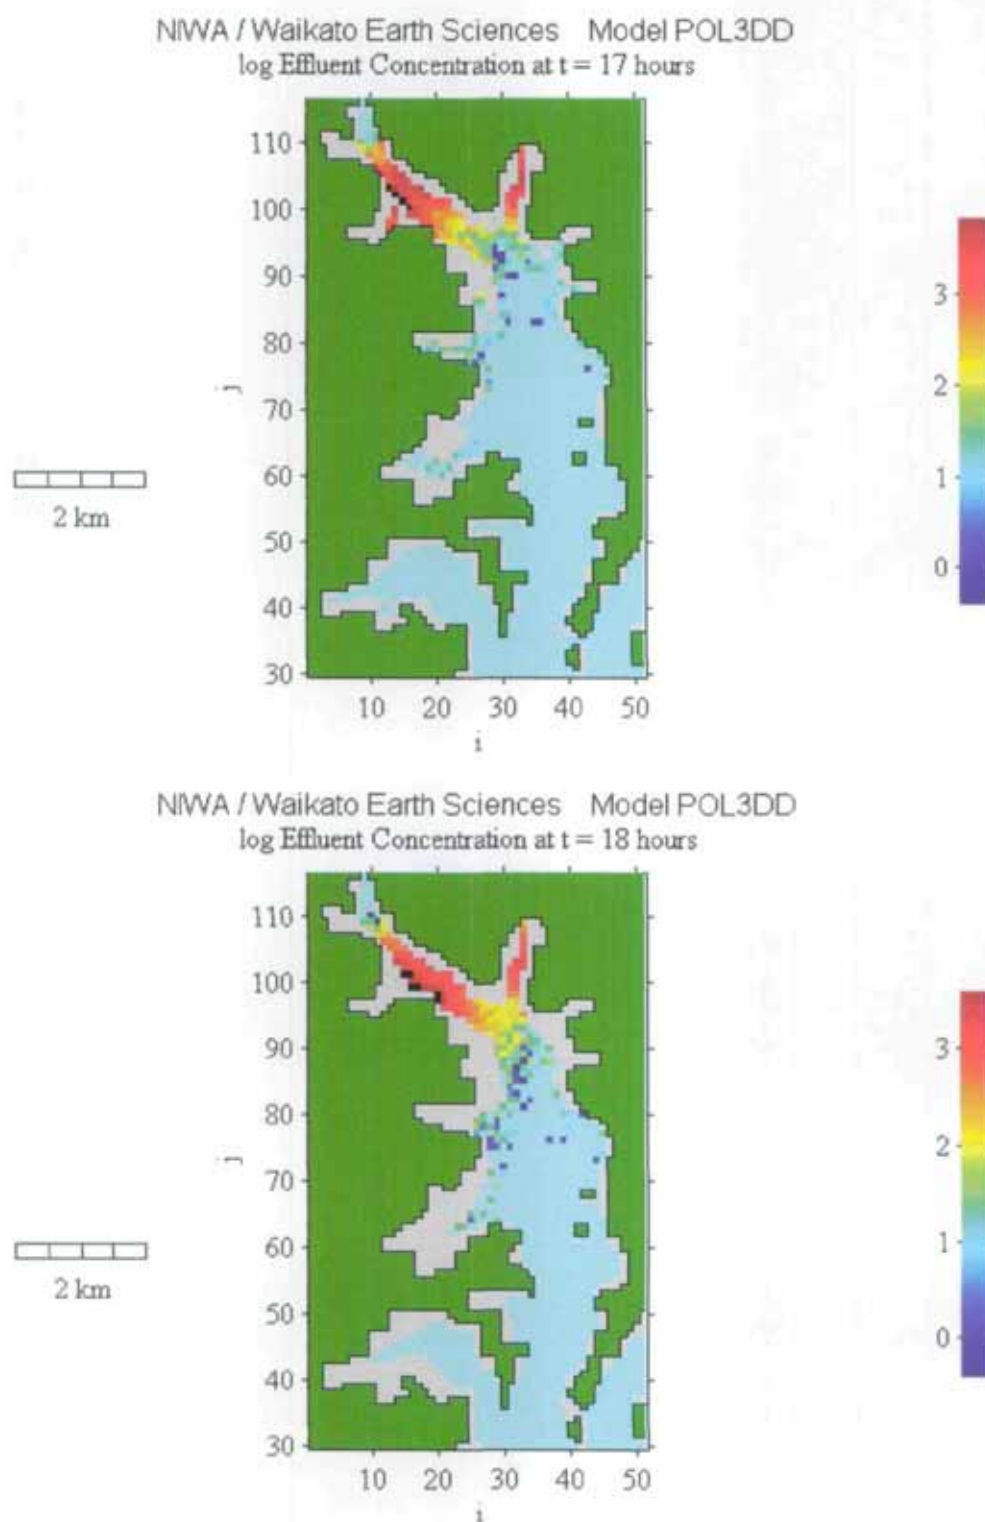 NIWA / Waikato Earth Sciences Model POL3DD
log Effluent Concentration at t = 17 hours
110
100
90
80
70
60
50
40
30
j
10 20 30 40 50
i
2 km
3
2
1
0
NIWA / Waikato Earth Sciences Model POL3DD
log Effluent Concentration at t = 18 hours
110
100
90
80
70
60
50
40
30
j
10 20 30 40 50
i
2 km
3
2
1
0